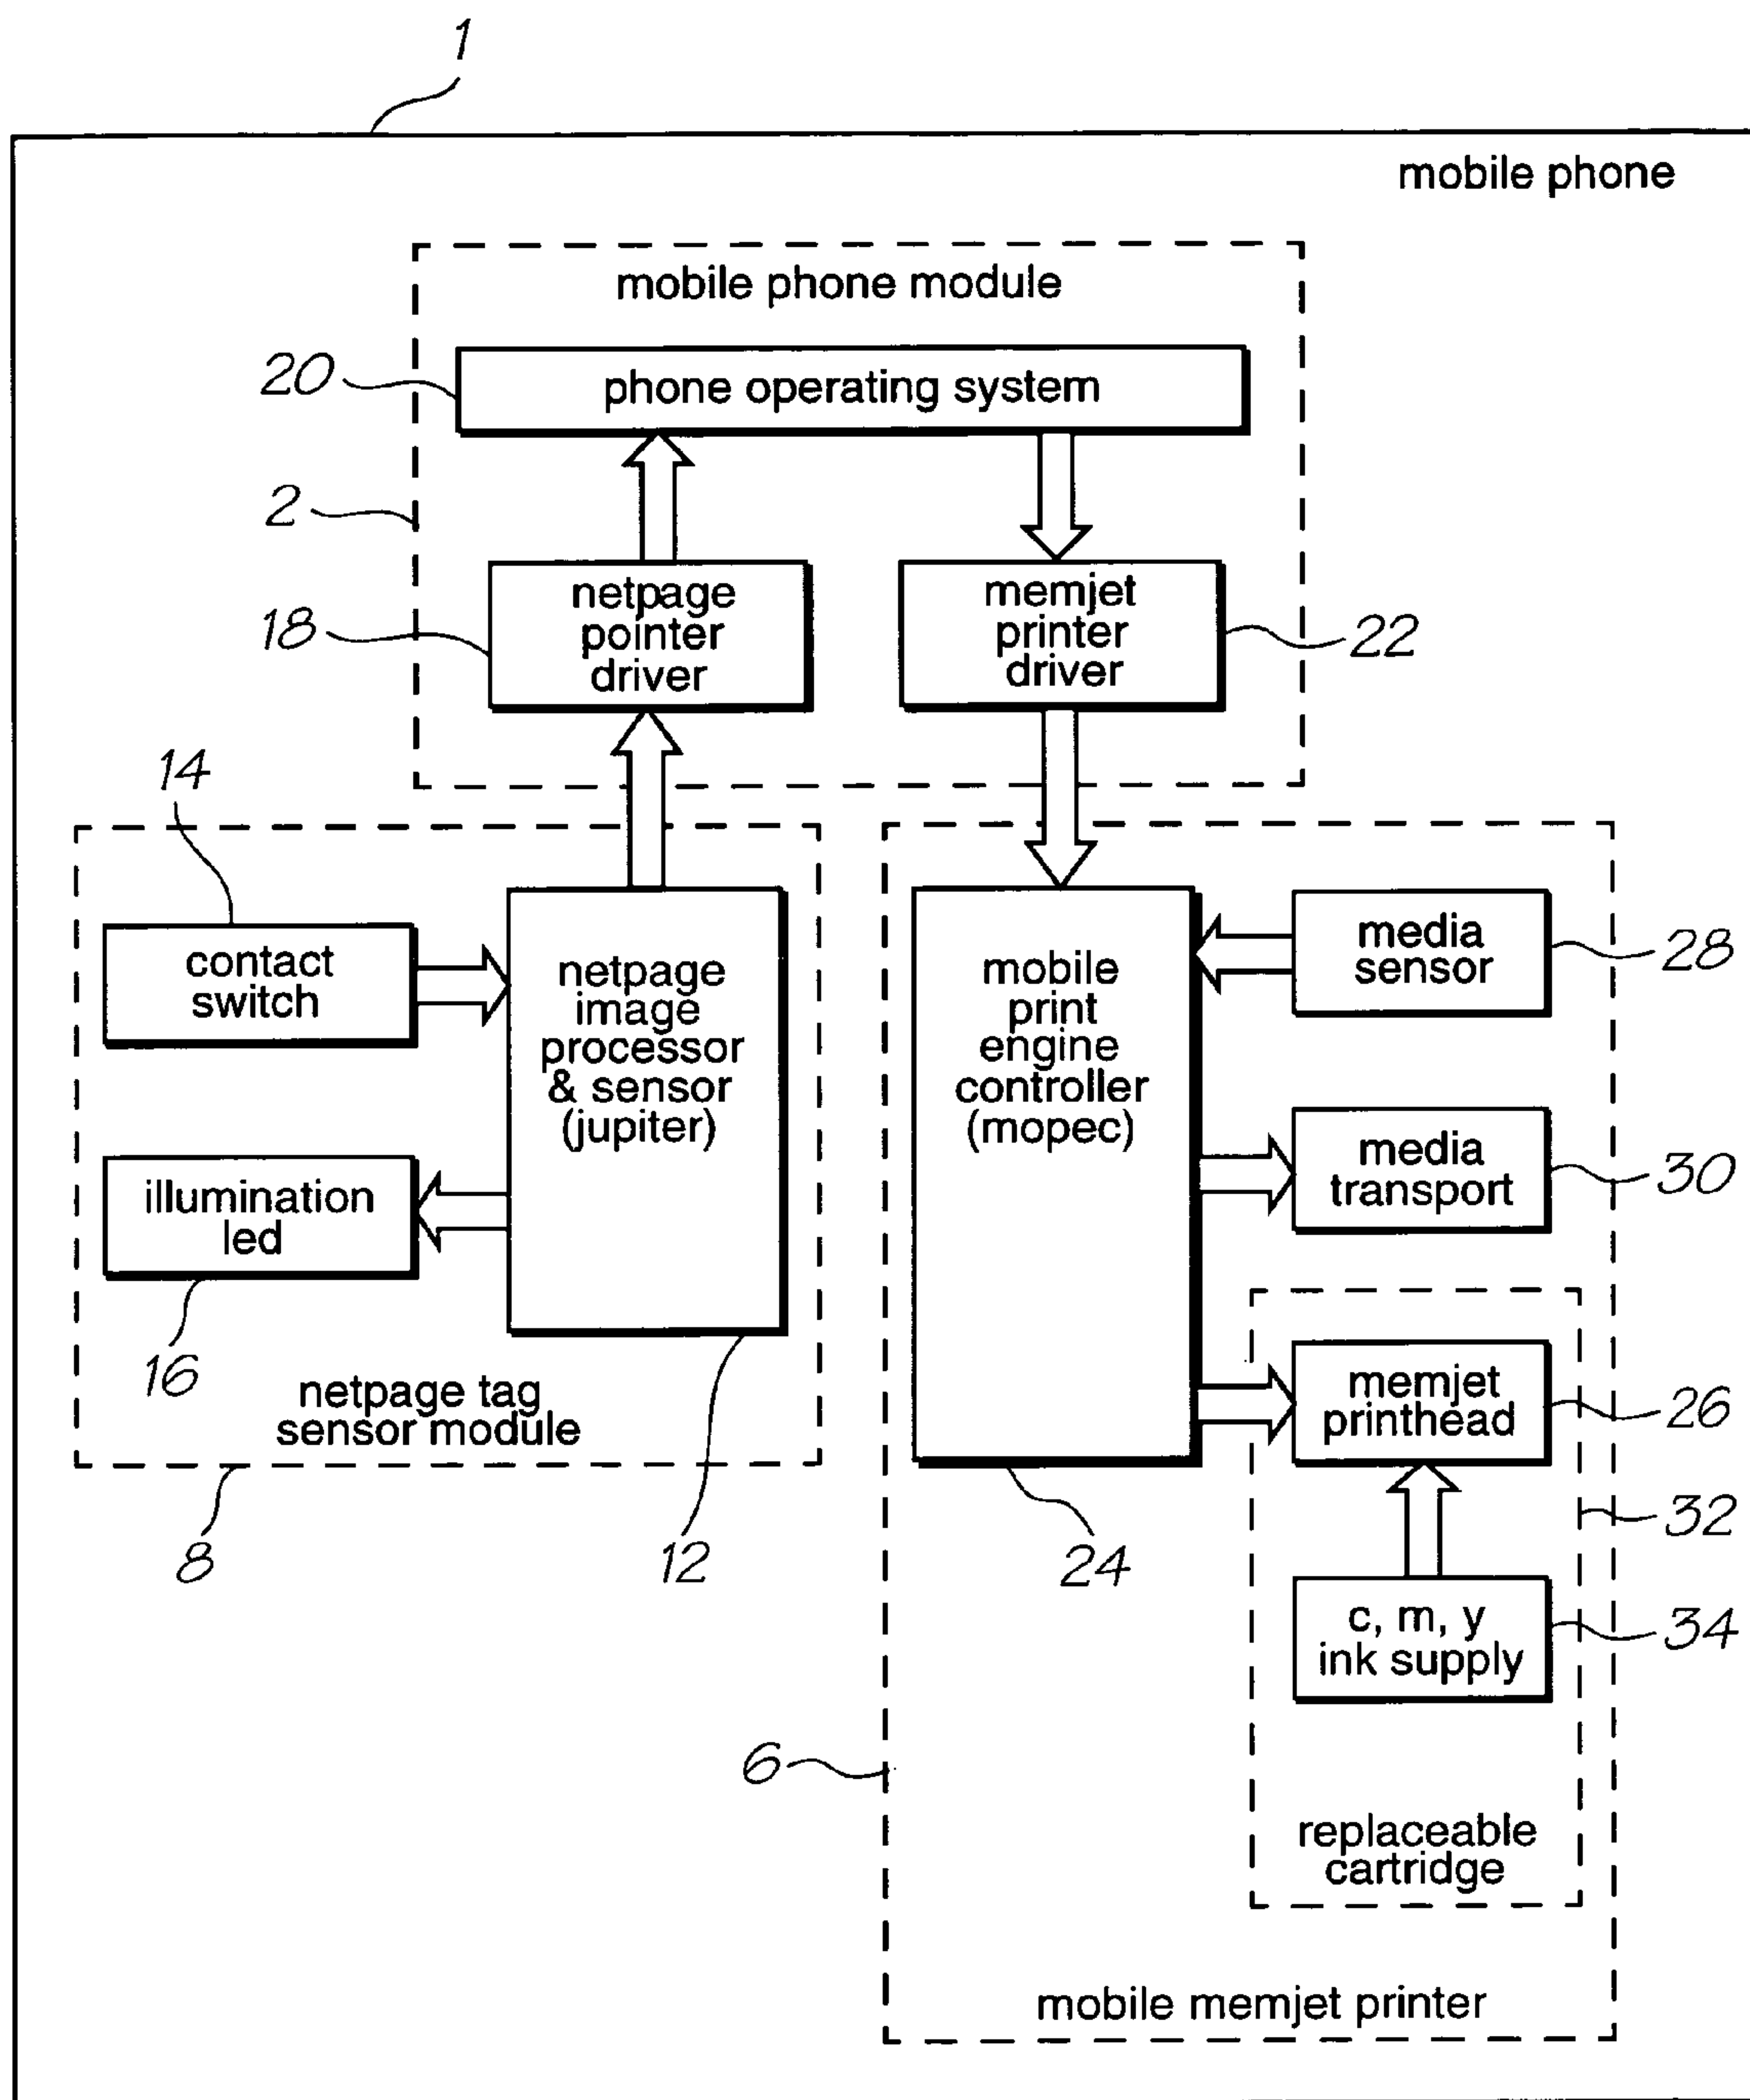 1
mobile phone
mobile phone module
20
phone operating system
2
18
netpage
pointer
driver
memjet
printer
driver
22
14
contact
switch
netpage
image
processor
& sensor
(jupiter)
illumination
led
16
netpage tag
sensor module
8
12
mobile
print
engine
controller
(mopec)
media
sensor
28
media
transport
30
memjet
printhead
26
24
32
c, m, y
ink supply
34
6
replaceable
cartridge
mobile memjet printer